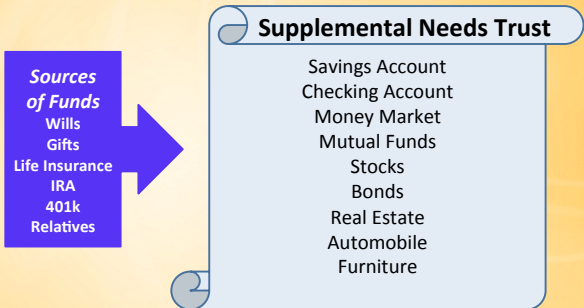 Supplemental Needs Trust
Sources
of Funds
Wills
Gifts
Life Insurance
IRA
401k
Relatives
Savings Account
Checking Account
Money Market
Mutual Funds
Stocks
Bonds
Real Estate
Automobile
Furniture